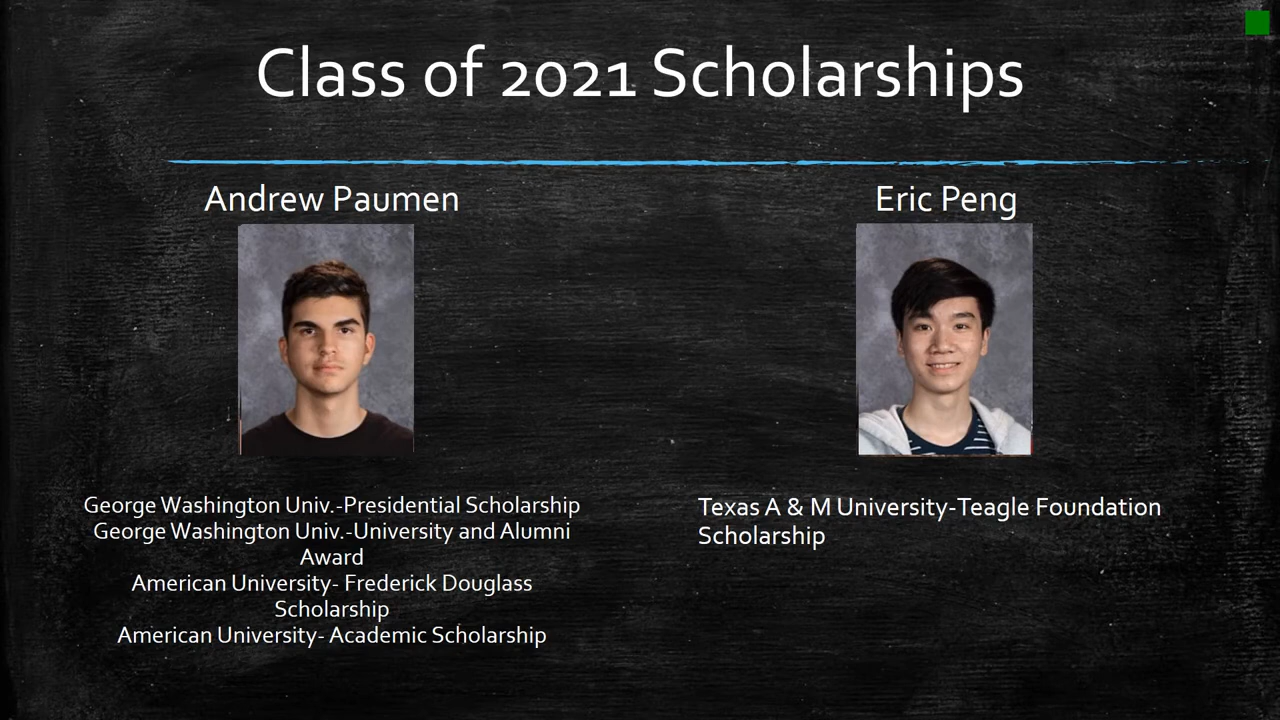 Class of 2021 Scholarships
Andrew Paumen
Eric Peng
George Washington Univ.-Presidential Scholarship
George Washington Univ.-University and Alumni
Award
American University- Frederick Douglass
Scholarship
American University- Academic Scholarship
Texas A & M University-Teagle Foundation
Scholarship